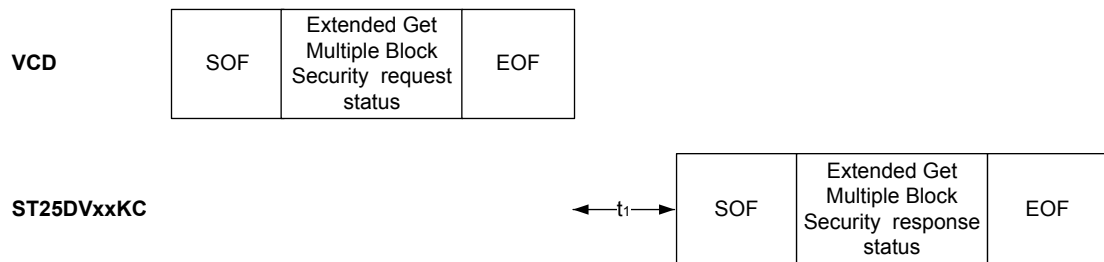 VCD
SOF
Extended Get
Multiple Block
Security request
status
EOF
ST25DVxxKC
t1
SOF
Extended Get
Multiple Block
Security response
status
EOF